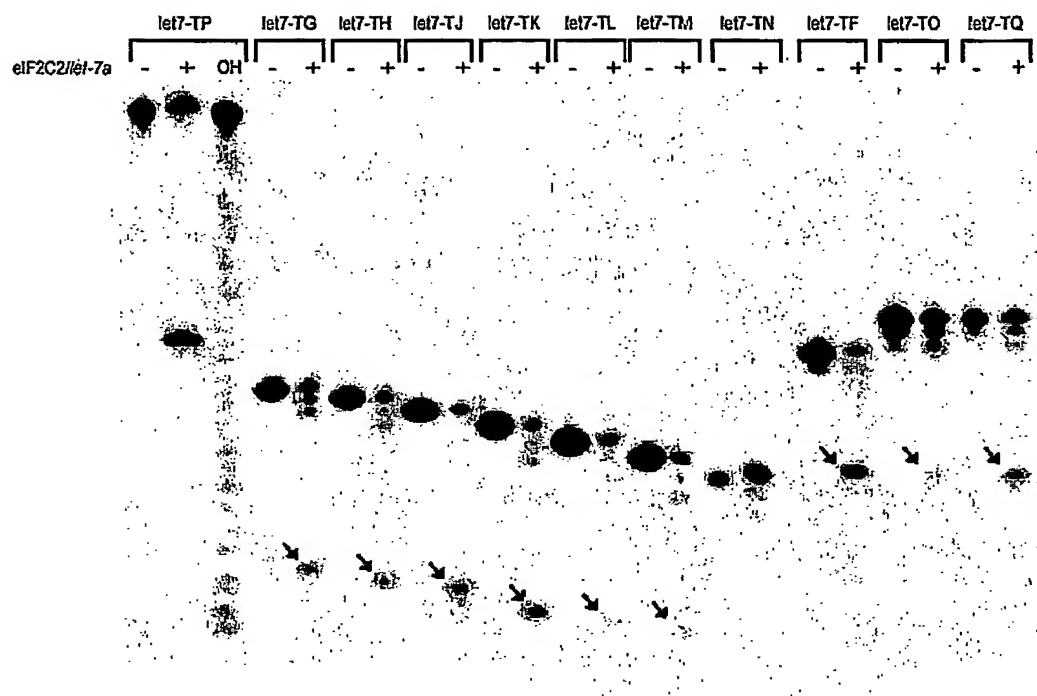 let7-TP let7-TG let7-TH let7-TJ let7-TK let7-TL let7-TM let7-TN let7-TF let7-TO let7-TQ
eIF2C2/let-7a - + OH - + - + - + - + - + - + - + - + - + - +